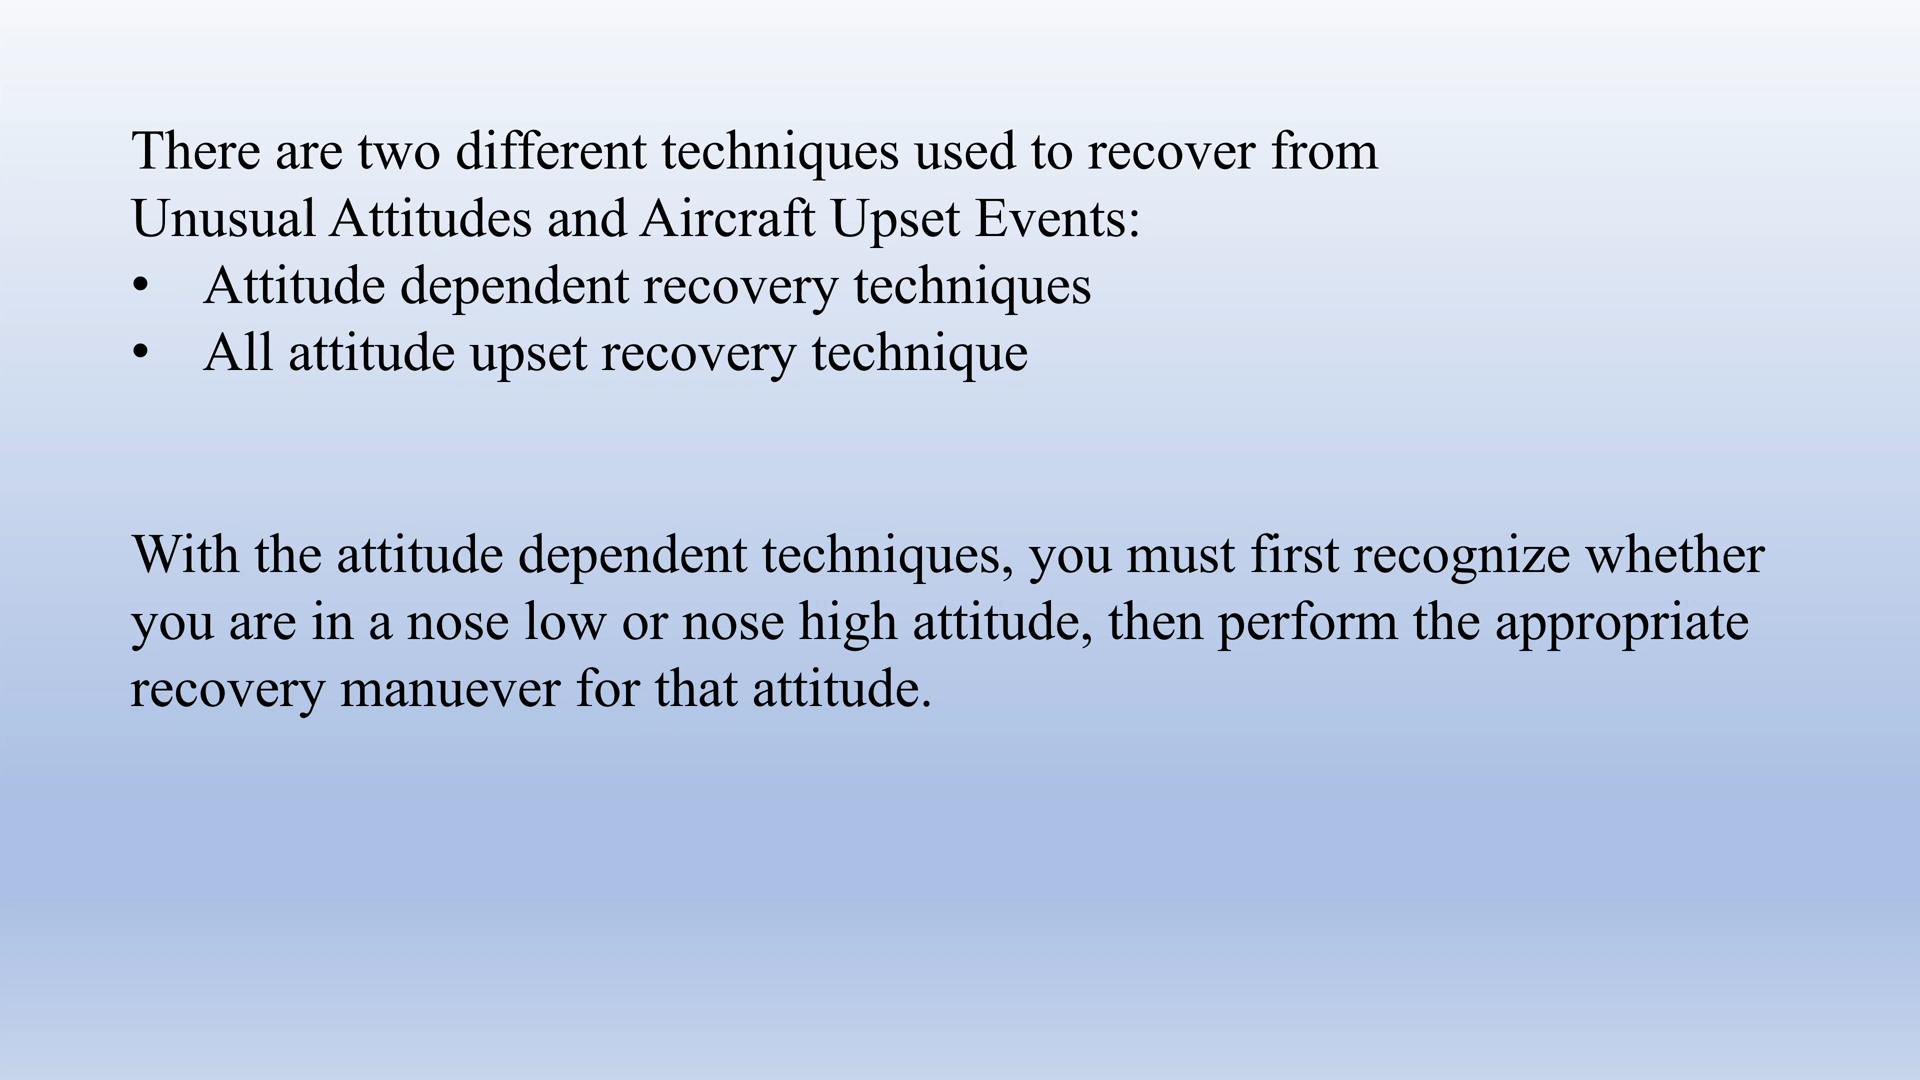 There are two different techniques used to recover from
Unusual Attitudes and Aircraft Upset Events:
• Attitude dependent recovery techniques
• All attitude upset recovery technique
With the attitude dependent techniques, you must first recognize whether
you are in a nose low or nose high attitude, then perform the appropriate
recovery manuever for that attitude.